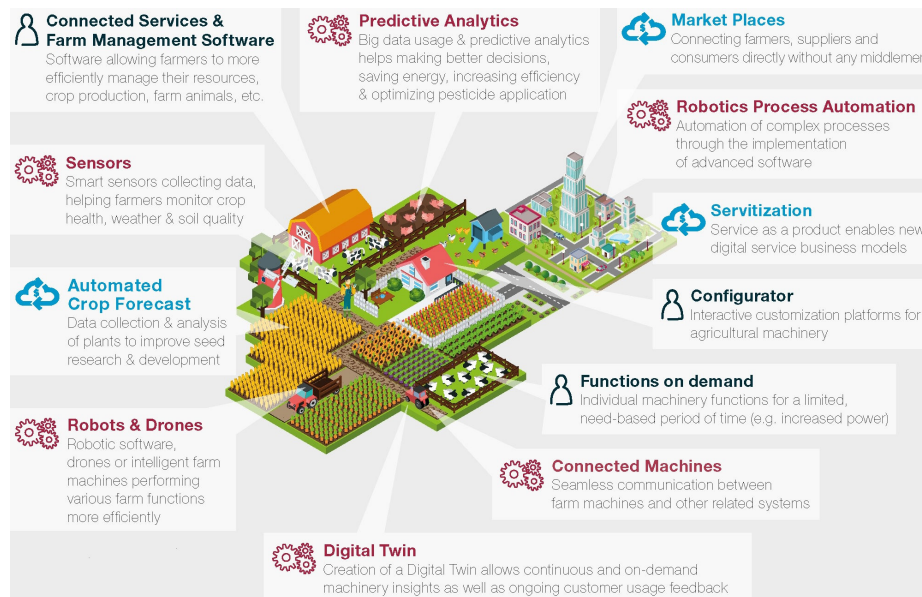 Connected Services &
Farm Management Software
Software allowing farmers to more
efficiently manage their resources,
crop production, farm animals, etc.
Predictive Analytics
Big data usage & predictive analytics
helps making better decisions,
saving energy, increasing efficiency
& optimizing pesticide application
Market Places
Connecting farmers, suppliers and
consumers directly without any middlemen
Robotics Process Automation
Automation of complex processes
through the implementation
of advanced software
Sensors
Smart sensors collecting data,
helping farmers monitor crop
health, weather & soil quality
Servitization
Service as a product enables new
digital service business models
Automated
Crop Forecast
Data collection & analysis
of plants to improve seed
research & development
Configurator
Interactive customization platforms for
agricultural machinery
Functions on demand
Individual machinery functions for a limited,
need-based period of time (e.g. increased power)
Robots & Drones
Robotic software,
drones or intelligent farm
machines performing
various farm functions
more efficiently
Connected Machines
Seamless communication between
farm machines and other related systems
Digital Twin
Creation of a Digital Twin allows continuous and on-demand
machinery insights as well as ongoing customer usage feedback